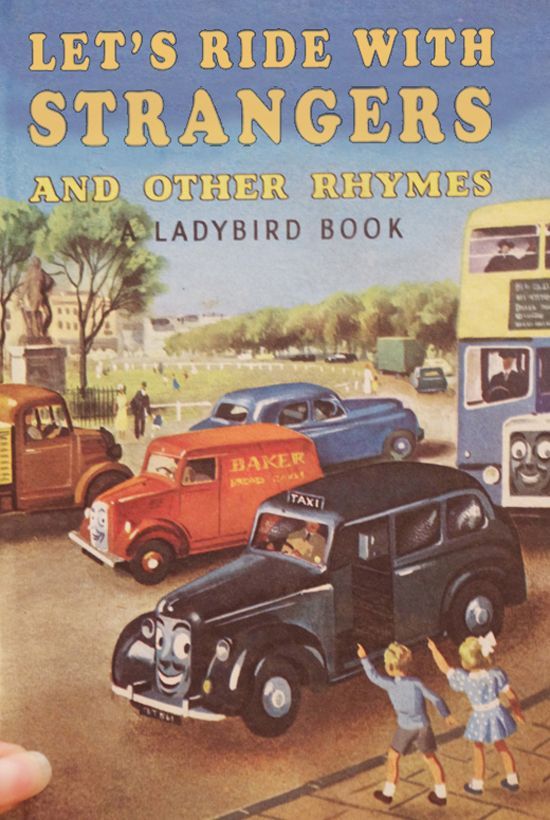 LET'S RIDE WITH
STRANGERS
AND OTHER RHYMES
A LADYBIRD BOOK
BAKER
TAXI